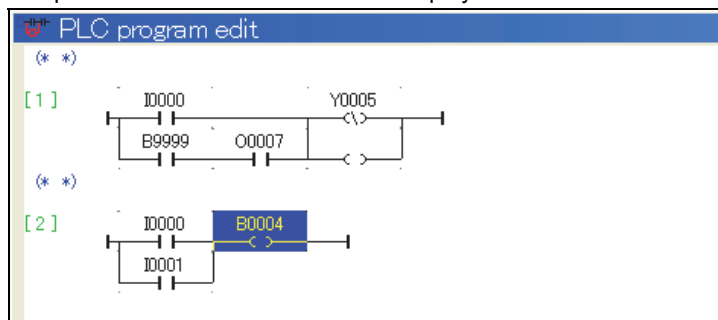 PLC program edit
(* *)
[1] I0000 Y0005
B9999 O0007
(* *)
[2] I0000 B0004
I0001